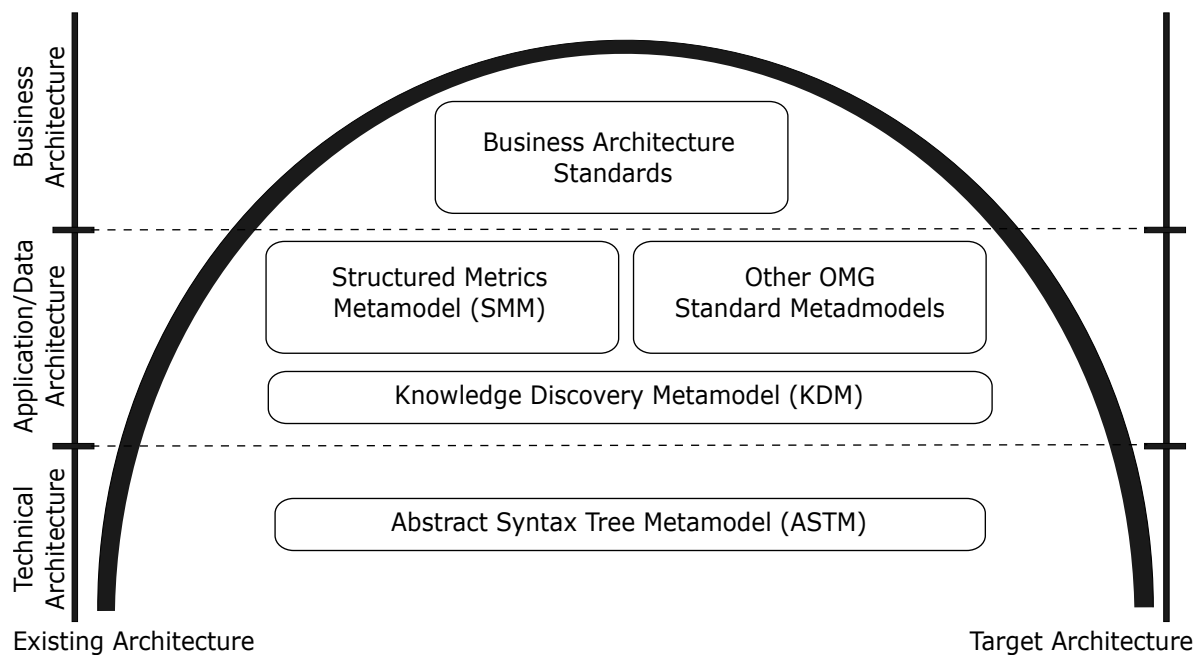 Business
Architecture
Business Architecture
Standards
Application/Data
Architecture
Structured Metrics
Metamodel (SMM)
Other OMG
Standard Metadmodels
Knowledge Discovery Metamodel (KDM)
Technical
Architecture
Abstract Syntax Tree Metamodel (ASTM)
Existing Architecture
Target Architecture